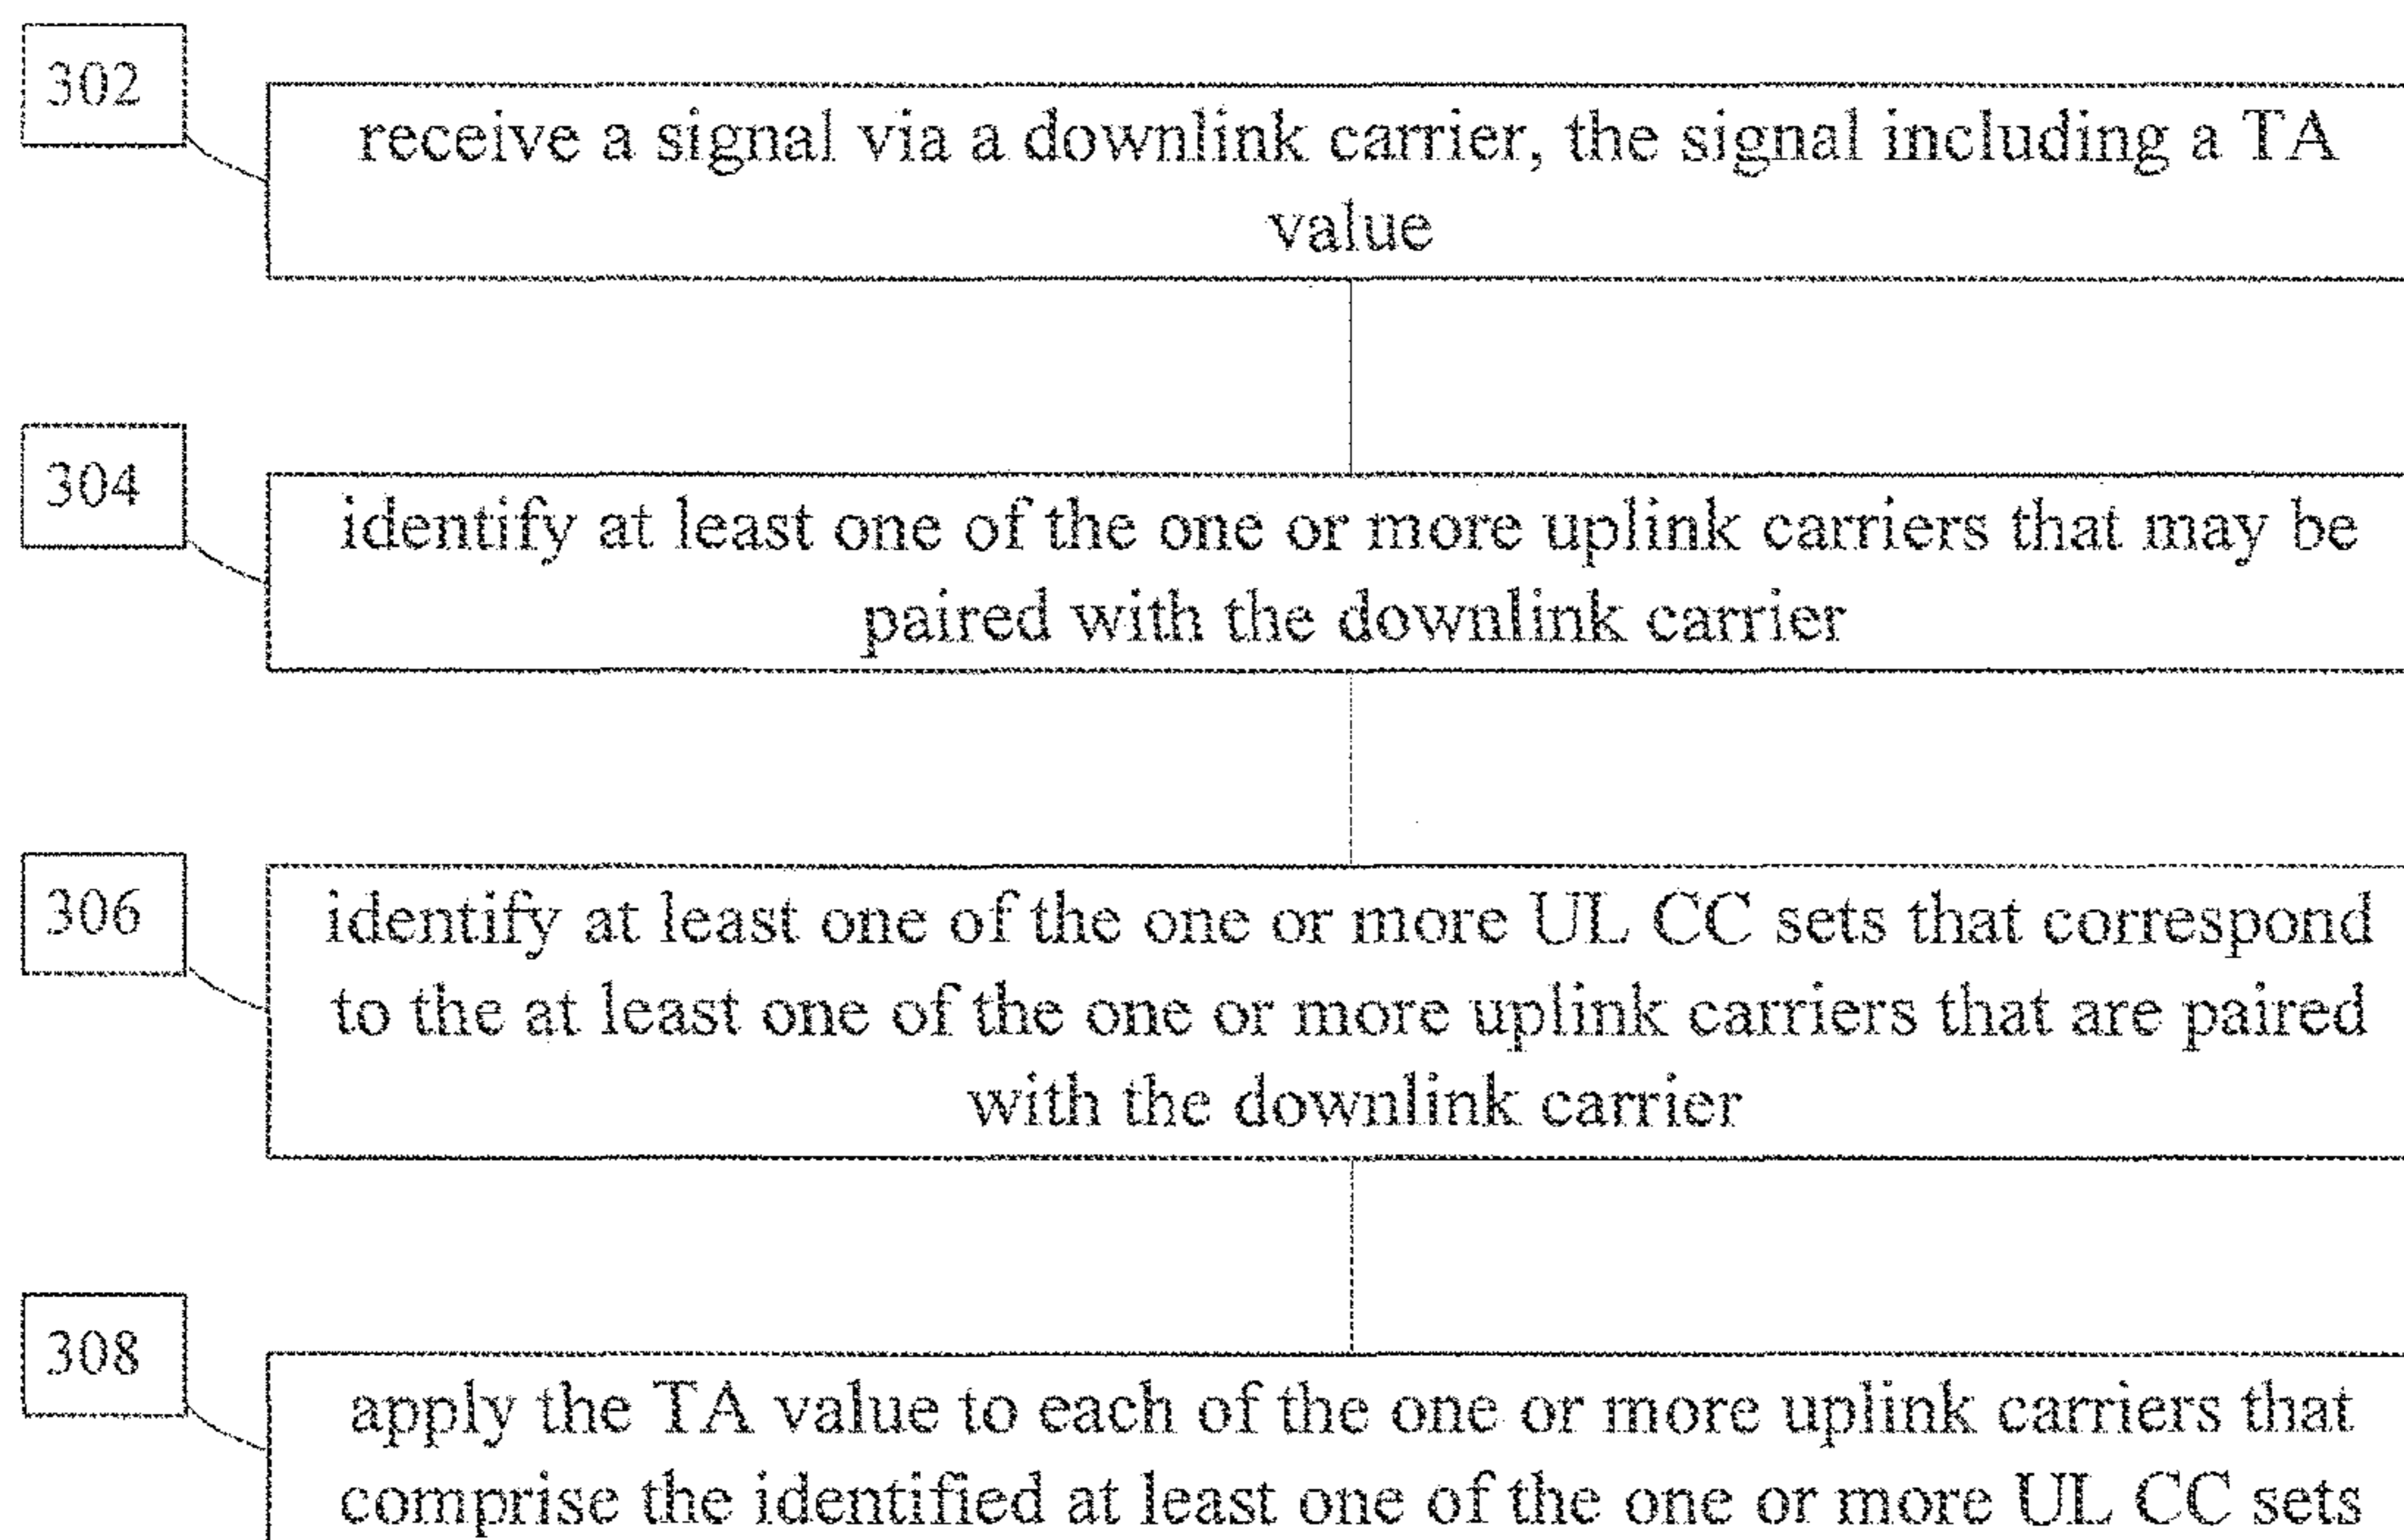 302
receive a signal via a downlink carrier, the signal including a TA
value
304
identify at least one of the one or more uplink carriers that may be
paired with the downlink carrier
306
identify at least one of the one or more UL CC sets that correspond
to the at least one of the one or more uplink carriers that are paired
with the downlink carrier
308
apply the TA value to each of the one or more uplink carriers that
comprise the identified at least one of the one or more UL CC sets